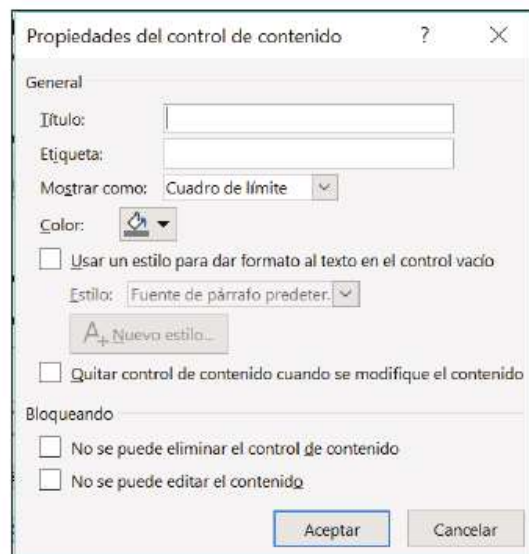 Propiedades del control de contenido ?
General
Título:
Etiqueta:
Mostrar como: Cuadro de límite
Color:
Usar un estilo para dar formato al texto en el control vacío
Estilo: Fuente de párrafo predeter.
A+ Nuevo estilo...
Quitar control de contenido cuando se modifique el contenido
Bloqueando
No se puede eliminar el control de contenido
No se puede editar el contenido
Aceptar Cancelar